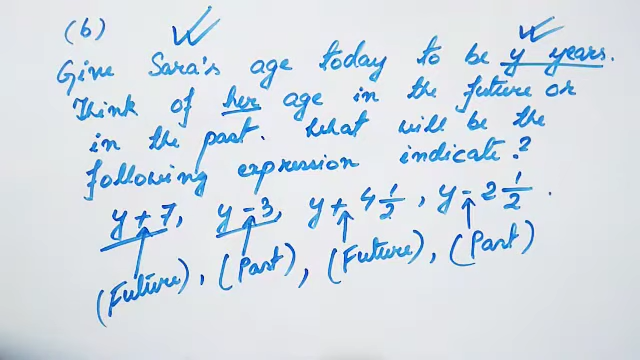 (b)
Give Sara's age today to be y years.
Think of her age in the future or
in the past. What will be the
following expression indicate?
y + 7, y - 3, y + 4 1/2, y - 2 1/2.
(Future), (Past), (Future), (Past)